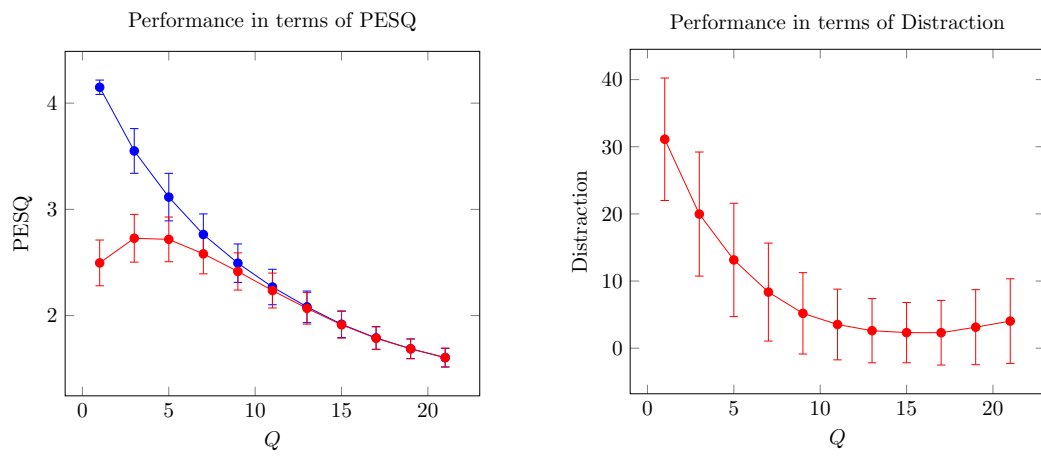 Performance in terms of PESQ
4
3
2
PESQ
0 5 10 15 20
Q
Performance in terms of Distraction
40
30
20
10
0
Distraction
0 5 10 15 20
Q